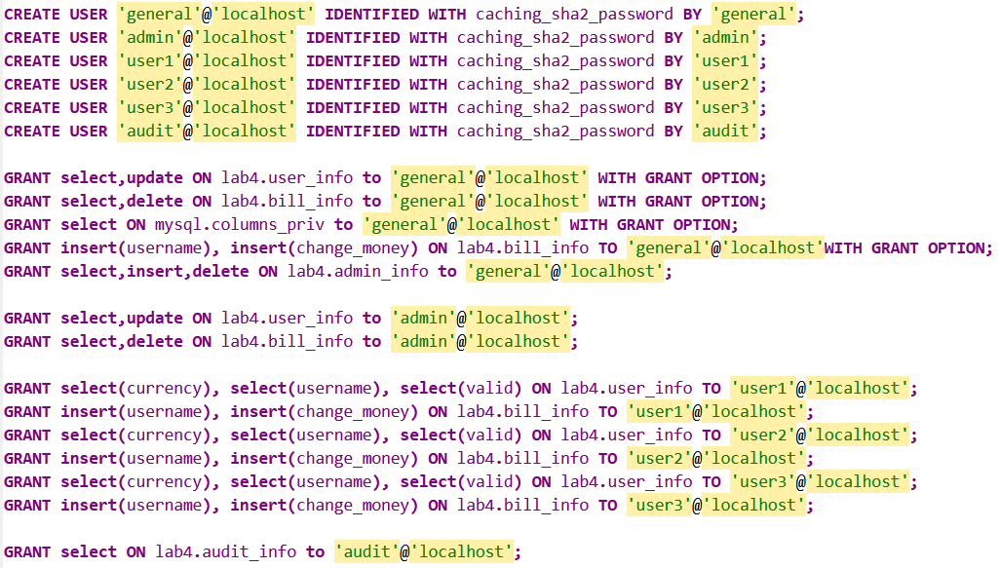 CREATE USER 'general'@'localhost' IDENTIFIED WITH caching_sha2_password BY 'general';
CREATE USER 'admin'@'localhost' IDENTIFIED WITH caching_sha2_password BY 'admin';
CREATE USER 'user1'@'localhost' IDENTIFIED WITH caching_sha2_password BY 'user1';
CREATE USER 'user2'@'localhost' IDENTIFIED WITH caching_sha2_password BY 'user2';
CREATE USER 'user3'@'localhost' IDENTIFIED WITH caching_sha2_password BY 'user3';
CREATE USER 'audit'@'localhost' IDENTIFIED WITH caching_sha2_password BY 'audit';
GRANT select,update ON lab4.user_info to 'general'@'localhost' WITH GRANT OPTION;
GRANT select,delete ON lab4.bill_info to 'general'@'localhost' WITH GRANT OPTION;
GRANT select ON mysql.columns_priv to 'general'@'localhost' WITH GRANT OPTION;
GRANT insert(username), insert(change_money) ON lab4.bill_info TO 'general'@'localhost'WITH GRANT OPTION;
GRANT select,insert,delete ON lab4.admin_info to 'general'@'localhost';
GRANT select,update ON lab4.user_info to 'admin'@'localhost';
GRANT select,delete ON lab4.bill_info to 'admin'@'localhost';
GRANT select(currency), select(username), select(valid) ON lab4.user_info TO 'user1'@'localhost';
GRANT insert(username), insert(change_money) ON lab4.bill_info TO 'user1'@'localhost';
GRANT select(currency), select(username), select(valid) ON lab4.user_info TO 'user2'@'localhost';
GRANT insert(username), insert(change_money) ON lab4.bill_info TO 'user2'@'localhost';
GRANT select(currency), select(username), select(valid) ON lab4.user_info TO 'user3'@'localhost';
GRANT insert(username), insert(change_money) ON lab4.bill_info TO 'user3'@'localhost';
GRANT select ON lab4.audit_info to 'audit'@'localhost';